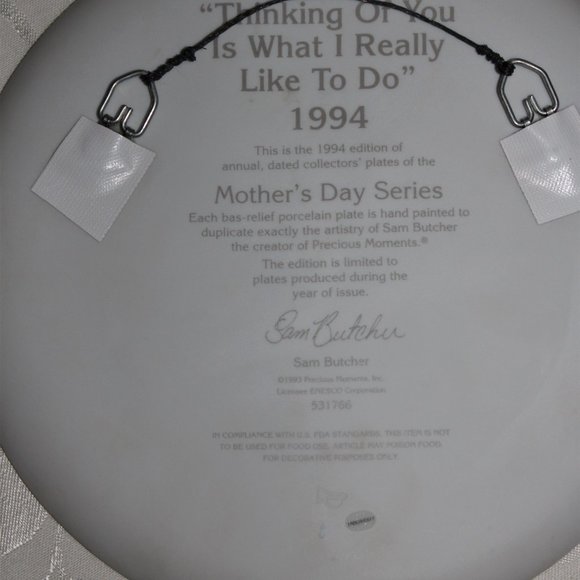 "Thinking Of You
Is What I Really
Like To Do"
1994
This is the 1994 edition of
annual, dated collectors' plates of the
Mother's Day Series
Each bas-relief porcelain plate is hand painted to
duplicate exactly the artistry of Sam Butcher
the creator of Precious Moments.®
The edition is limited to
plates produced during the
year of issue.
Sam Butcher
Sam Butcher
©1993 Precious Moments, Inc.
Licensee ENESCO Corporation
531766
IN COMPLIANCE WITH U.S. FDA STANDARDS, THIS ITEM IS NOT
TO BE USED FOR FOOD USE. ARTICLE MAY POISON FOOD.
FOR DECORATIVE PURPOSES ONLY.